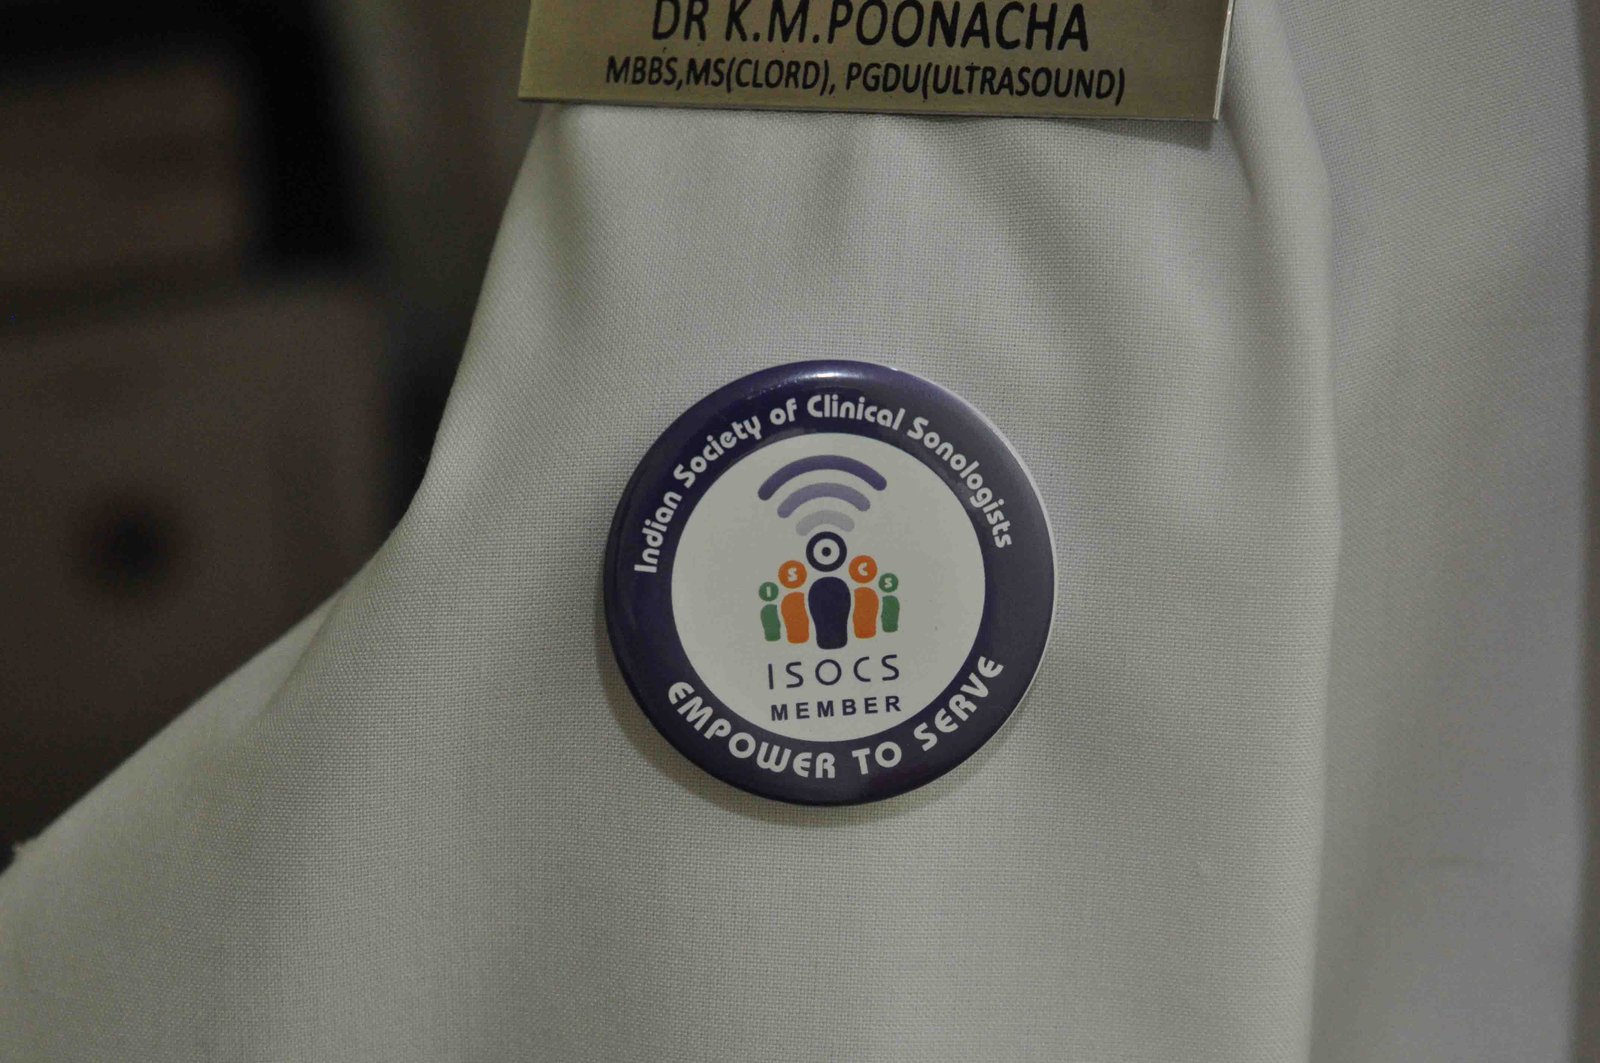 DR K.M.POONACHA
MBBS,MS(CLORD), PGDU(ULTRASOUND)
Indian Society of Clinical Sonologists
I S O C S
ISOCS
MEMBER
EMPOWER TO SERVE